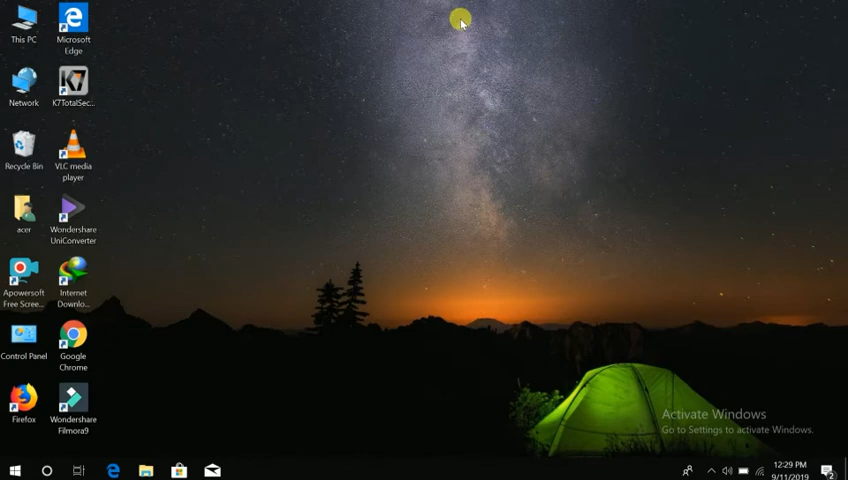 This PC
Microsoft
Edge
Network
K7TotalSec...
Recycle Bin
VLC media
player
acer
Wondershare
UniConverter
Apowersoft
Free Scree...
Internet
Downlo...
Control Panel
Google
Chrome
Firefox
Wondershare
Filmora9
Activate Windows
Go to Settings to activate Windows.
12:29 PM
9/11/2019
2